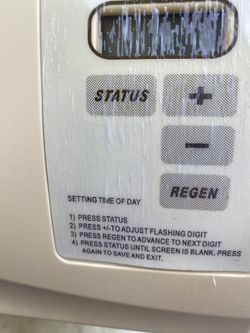 STATUS +
-
REGEN
SETTING TIME OF DAY
1) PRESS STATUS
2) PRESS +/-TO ADJUST FLASHING DIGIT
3) PRESS REGEN TO ADVANCE TO NEXT DIGIT
4) PRESS STATUS UNTIL SCREEN IS BLANK. PRESS
AGAIN TO SAVE AND EXIT.